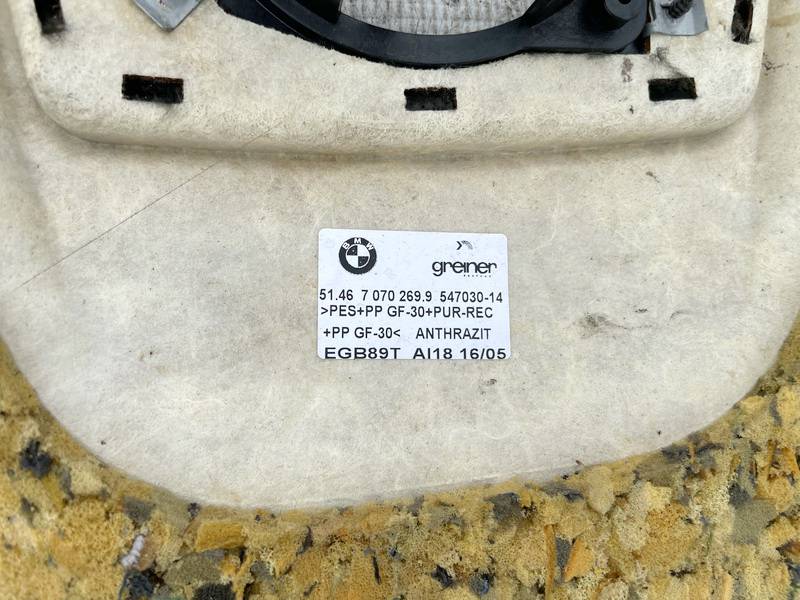 BMW
greiner
51.46 7 070 269.9 547030-14
>PES+PP GF-30+PUR-REC
+PP GF-30< ANTHRAZIT
EGB89T AI18 16/05